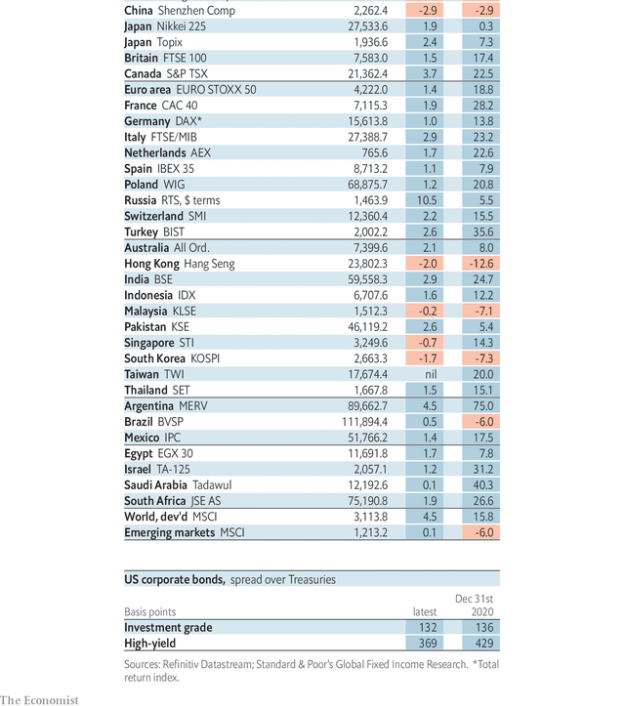 China Shenzhen Comp 2,262.4 -2.9 -2.9
Japan Nikkei 225 27,533.6 1.9 0.3
Japan Topix 1,936.6 2.4 7.3
Britain FTSE 100 7,583.0 1.5 17.4
Canada S&P TSX 21,362.4 3.7 22.5
Euro area EURO STOXX 50 4,222.0 1.4 18.8
France CAC 40 7,115.3 1.9 28.2
Germany DAX* 15,613.8 1.0 13.8
Italy FTSE/MIB 27,388.7 2.9 23.2
Netherlands AEX 765.6 1.7 22.6
Spain IBEX 35 8,713.2 1.1 7.9
Poland WIG 68,875.7 1.2 20.8
Russia RTS, $ terms 1,463.9 10.5 5.5
Switzerland SMI 12,360.4 2.2 15.5
Turkey BIST 2,002.2 2.6 35.6
Australia All Ord. 7,399.6 2.1 8.0
Hong Kong Hang Seng 23,802.3 -2.0 -12.6
India BSE 59,558.3 2.9 24.7
Indonesia IDX 6,707.6 1.6 12.2
Malaysia KLSE 1,512.3 -0.2 -7.1
Pakistan KSE 46,119.2 2.6 5.4
Singapore STI 3,249.6 -0.7 14.3
South Korea KOSPI 2,663.3 -1.7 -7.3
Taiwan TWI 17,674.4 nil 20.0
Thailand SET 1,667.8 1.5 15.1
Argentina MERV 89,662.7 4.5 75.0
Brazil BVSP 111,894.4 0.5 -6.0
Mexico IPC 51,766.2 1.4 17.5
Egypt EGX 30 11,691.8 1.7 7.8
Israel TA-125 2,057.1 1.2 31.2
Saudi Arabia Tadawul 12,192.6 0.1 40.3
South Africa JSE AS 75,190.8 1.9 26.6
World, dev'd MSCI 3,113.8 4.5 15.8
Emerging markets MSCI 1,213.2 0.1 -6.0
US corporate bonds, spread over Treasuries
Dec 31st
Basis points latest 2020
Investment grade 132 136
High-yield 369 429
Sources: Refinitiv Datastream; Standard & Poor's Global Fixed Income Research. *Total
return index.
The Economist